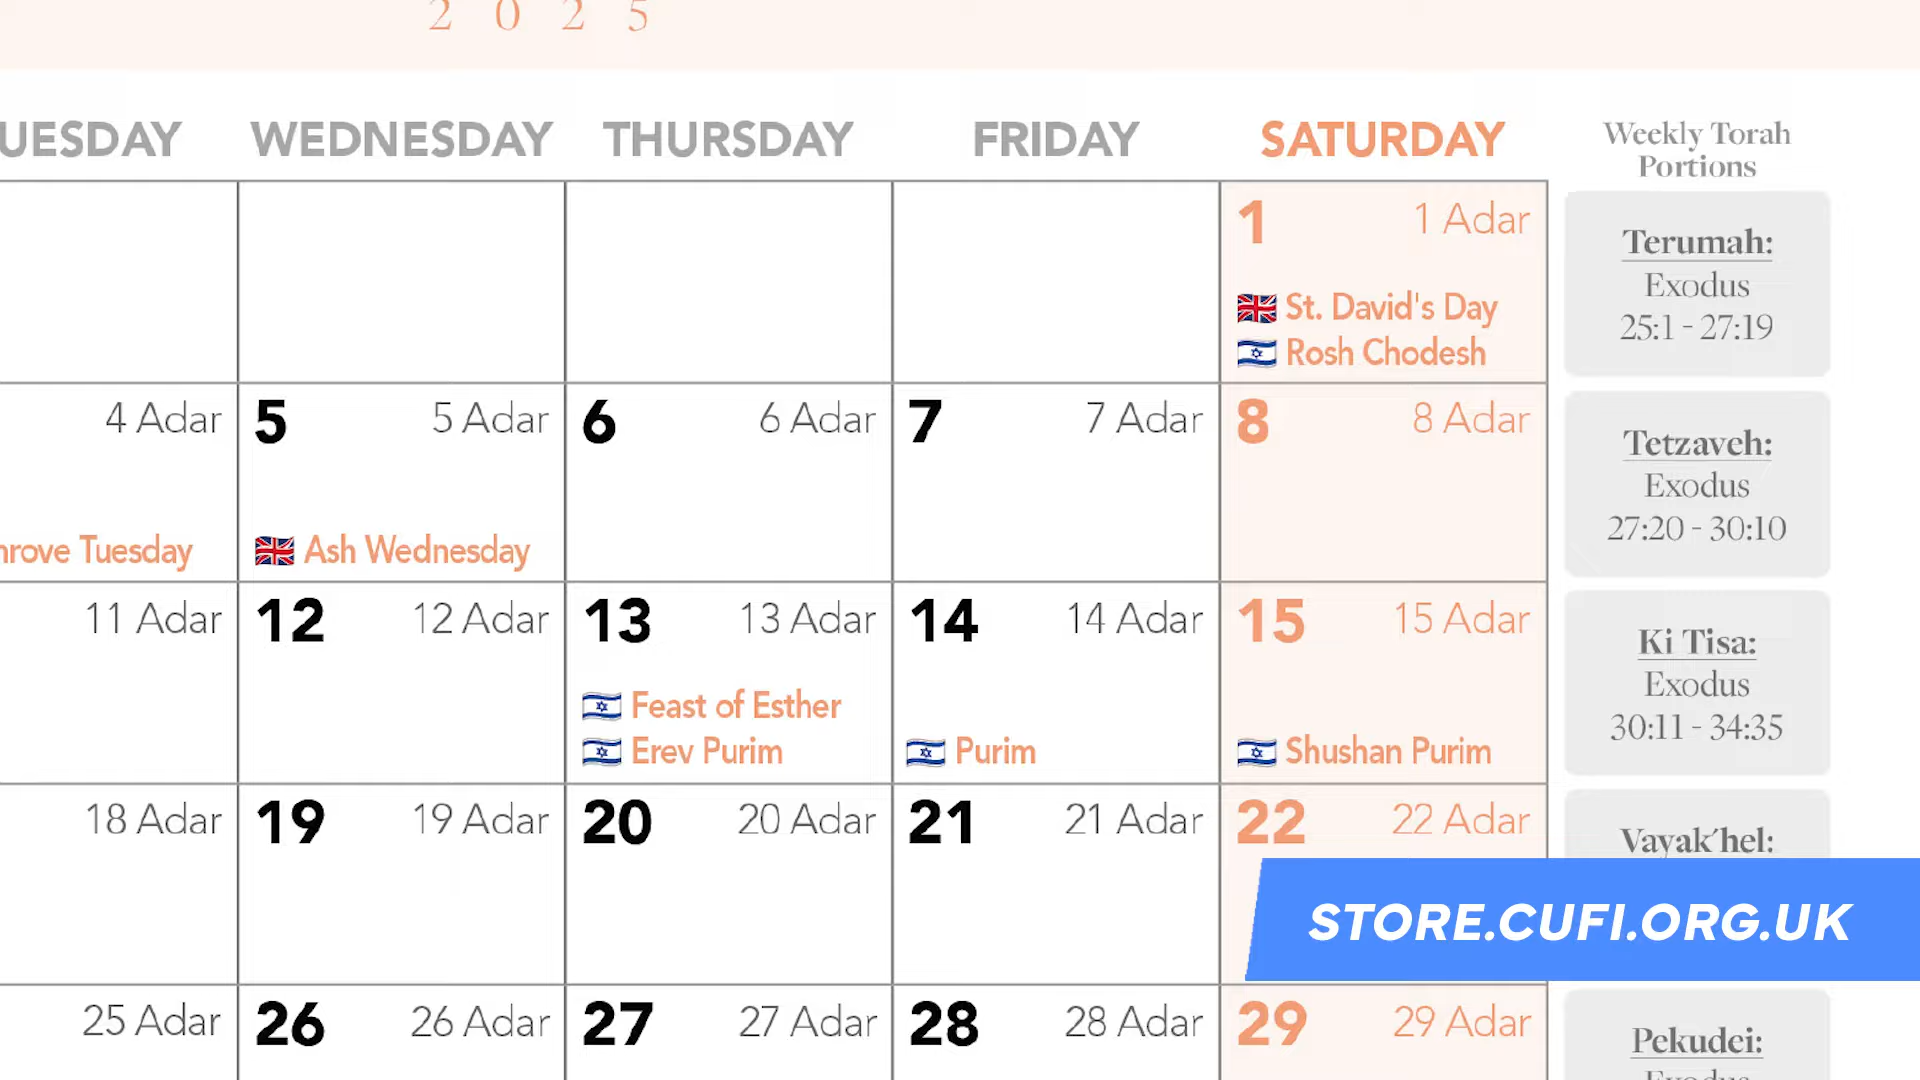 2025
UESDAY WEDNESDAY THURSDAY FRIDAY SATURDAY Weekly Torah
Portions
1 1 Adar
St. David's Day
Rosh Chodesh
Terumah:
Exodus
25:1 - 27:19
4 Adar 5 5 Adar 6 6 Adar 7 7 Adar 8 8 Adar
hrove Tuesday Ash Wednesday
Tetzaveh:
Exodus
27:20 - 30:10
11 Adar 12 12 Adar 13 13 Adar 14 14 Adar 15 15 Adar
Feast of Esther
Erev Purim Purim Shushan Purim
Ki Tisa:
Exodus
30:11 - 34:35
18 Adar 19 19 Adar 20 20 Adar 21 21 Adar 22 22 Adar
Vayak´hel:
STORE.CUFI.ORG.UK
25 Adar 26 26 Adar 27 27 Adar 28 28 Adar 29 29 Adar
Pekudei:
Exodus